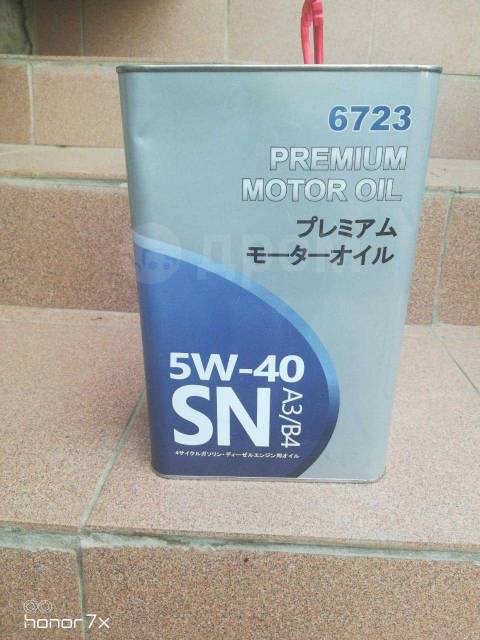 6723
PREMIUM
MOTOR OIL
プレミアム
モーターオイル
5W-40
SN
A3/B4
4サイクルガソリン・ディーゼルエンジン用オイル
honor 7x